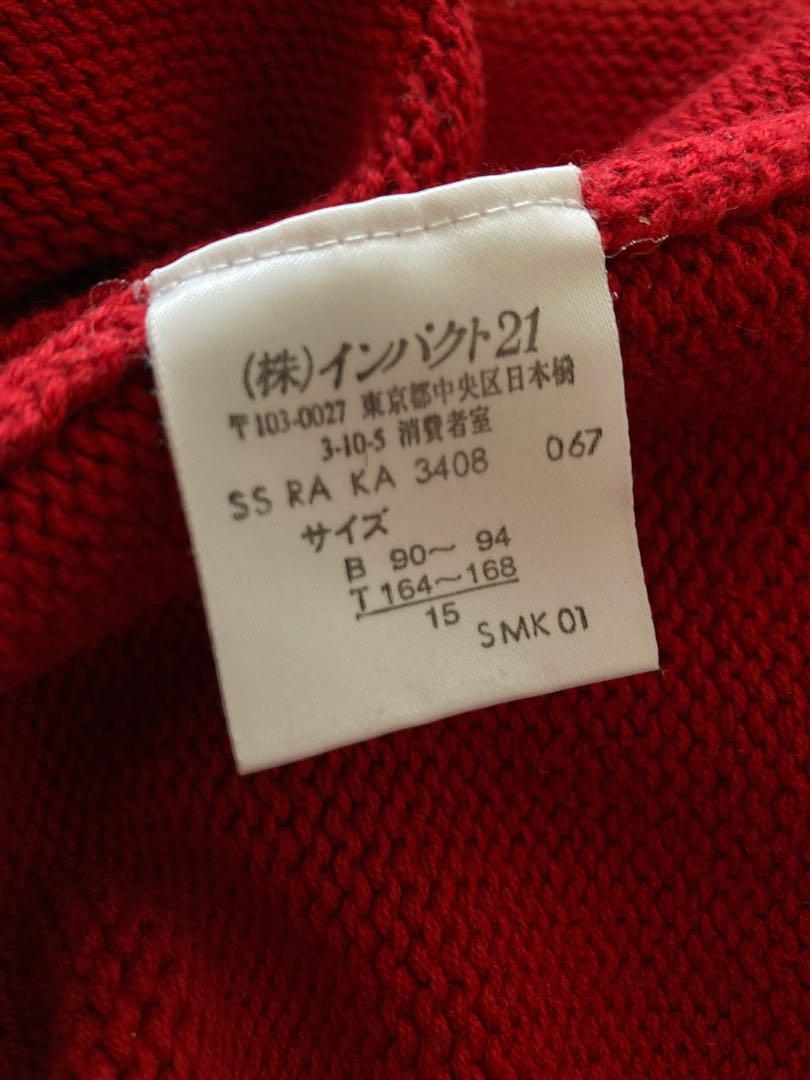 (株)インパクト21
〒103-0027 東京都中央区日本橋
3-10-5 消費者室
SS RA KA 3408 067
サイズ
B 90～ 94
T 164～168
15
SMK 01